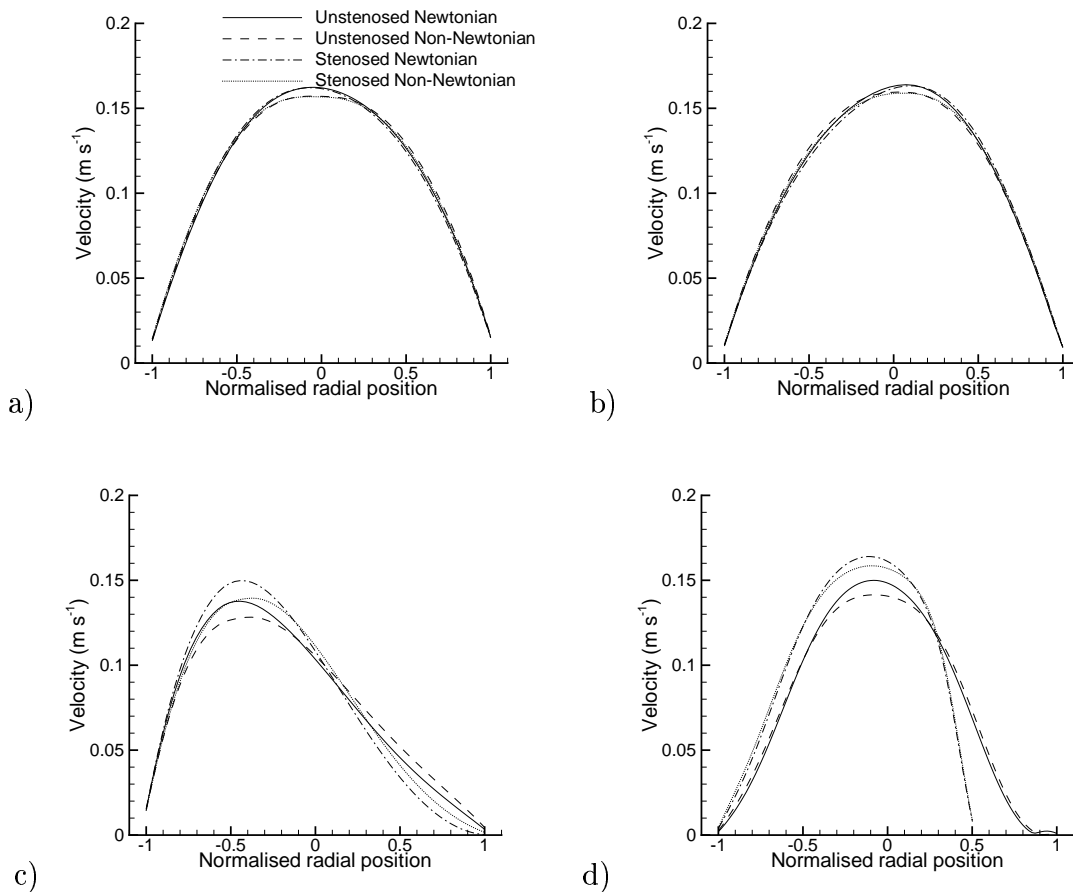 Unstenosed Newtonian
Unstenosed Non-Newtonian
Stenosed Newtonian
Stenosed Non-Newtonian
0.2
0.15
0.1
0.05
0
Velocity (m s-1)
-1
-0.5
0
0.5
1
Normalised radial position
a)
0.2
0.15
0.1
0.05
0
Velocity (m s-1)
-1
-0.5
0
0.5
1
Normalised radial position
b)
0.2
0.15
0.1
0.05
0
Velocity (m s-1)
-1
-0.5
0
0.5
1
Normalised radial position
c)
0.2
0.15
0.1
0.05
0
Velocity (m s-1)
-1
-0.5
0
0.5
1
Normalised radial position
d)